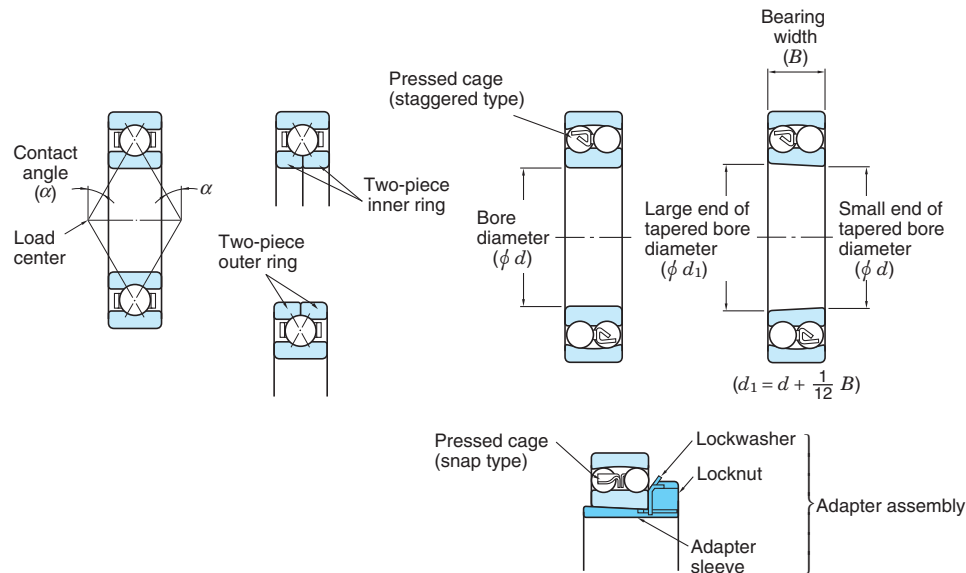 Contact
angle
(α)
α
Load
center
Two-piece
inner ring
Two-piece
outer ring
Pressed cage
(staggered type)
Bore
diameter
(ϕ d)
Bearing
width
(B)
Large end of
tapered bore
diameter
(ϕ d₁)
Small end of
tapered bore
diameter
(ϕ d)
(d₁ = d + 1/12 B)
Pressed cage
(snap type)
Lockwasher
Locknut
Adapter
sleeve
Adapter assembly